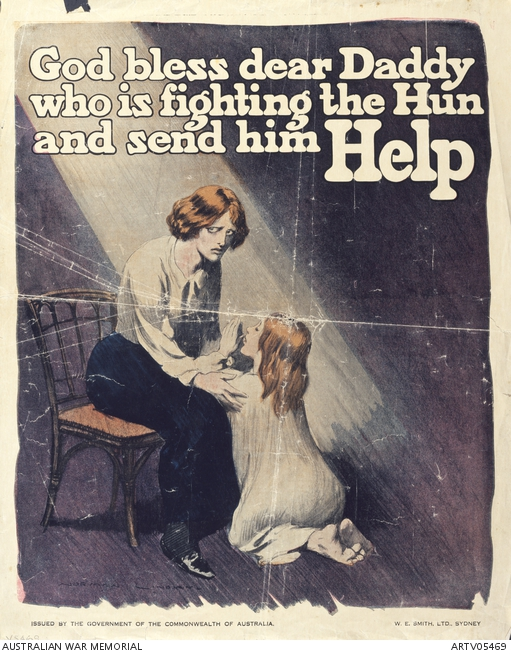 God bless dear Daddy
who is fighting the Hun
and send him Help
ISSUED BY THE GOVERNMENT OF THE COMMONWEALTH OF AUSTRALIA.
W. E. SMITH, LTD., SYDNEY
AUSTRALIAN WAR MEMORIAL
ARTV05469